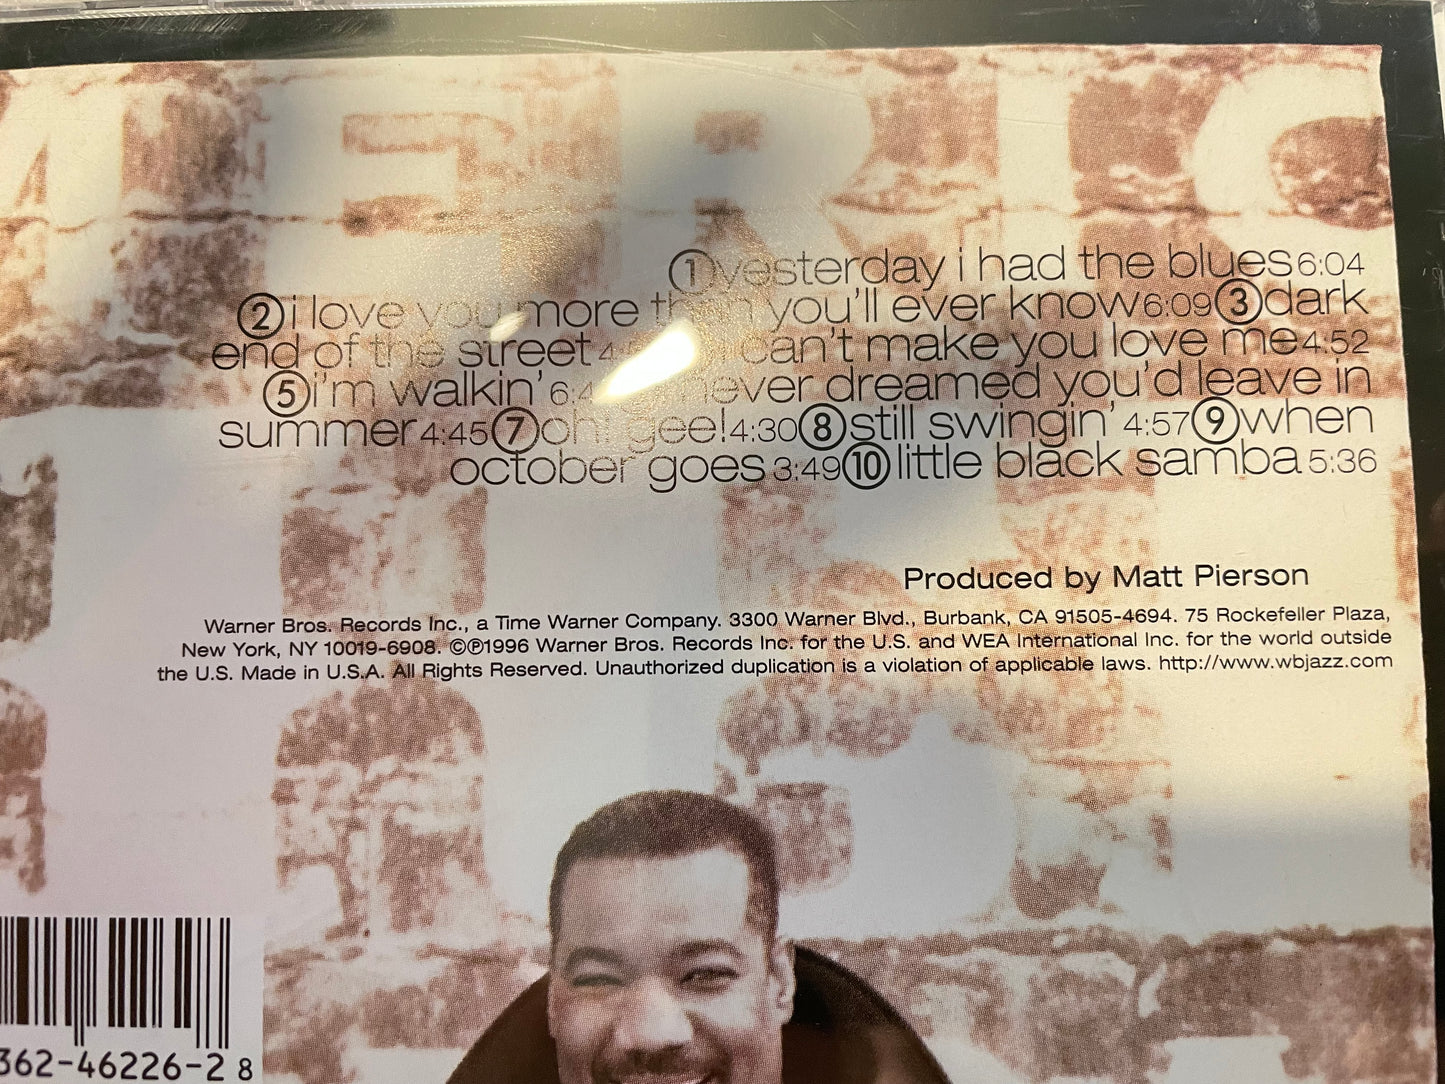 MERIC
①yesterday i had the blues6:04
②i love you more than you'll ever know6:09③dark
end of the street can't make you love me4:52
⑤i'm walkin' never dreamed you'd leave in
summer4:45⑦oh! gee!4:30⑧still swingin' 4:57⑨when
october goes 3:49⑩little black samba5:36
Produced by Matt Pierson
Warner Bros. Records Inc., a Time Warner Company. 3300 Warner Blvd., Burbank, CA 91505-4694. 75 Rockefeller Plaza,
New York, NY 10019-6908. ©℗1996 Warner Bros. Records Inc. for the U.S. and WEA International Inc. for the world outside
the U.S. Made in U.S.A. All Rights Reserved. Unauthorized duplication is a violation of applicable laws. http://www.wbjazz.com
362-46226-2 8